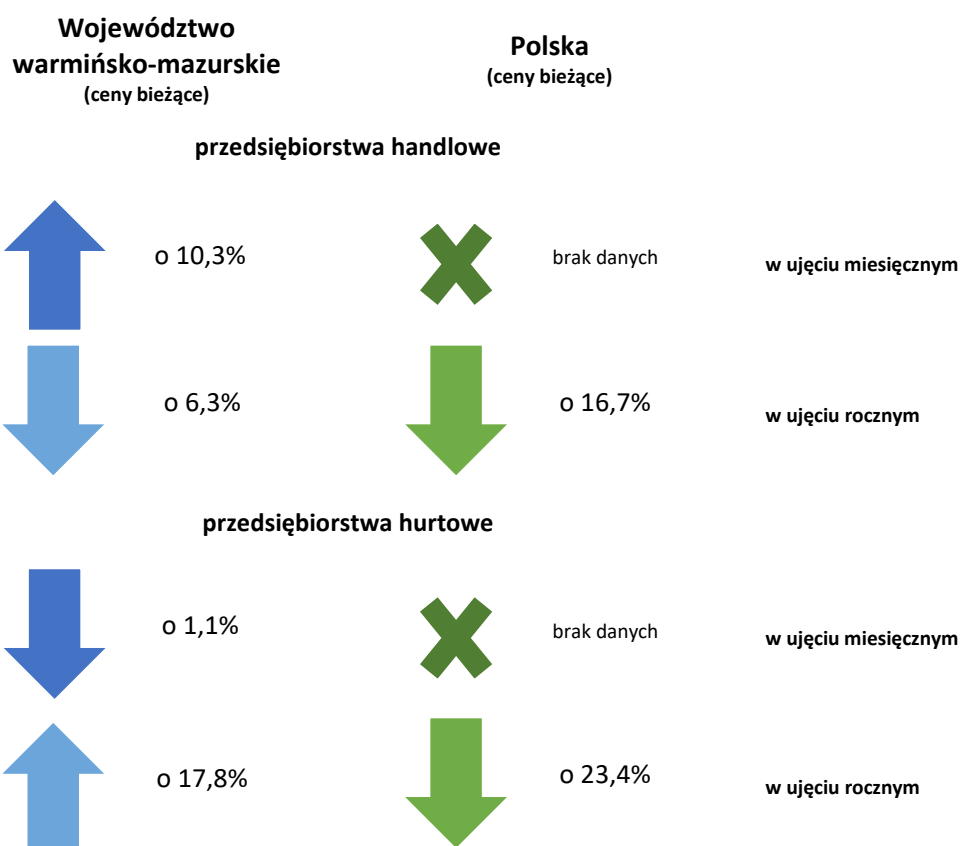 Województwo
warmińsko-mazurskie
(ceny bieżące)
Polska
(ceny bieżące)
przedsiębiorstwa handlowe
o 10,3%
brak danych
w ujęciu miesięcznym
o 6,3%
o 16,7%
w ujęciu rocznym
przedsiębiorstwa hurtowe
o 1,1%
brak danych
w ujęciu miesięcznym
o 17,8%
o 23,4%
w ujęciu rocznym